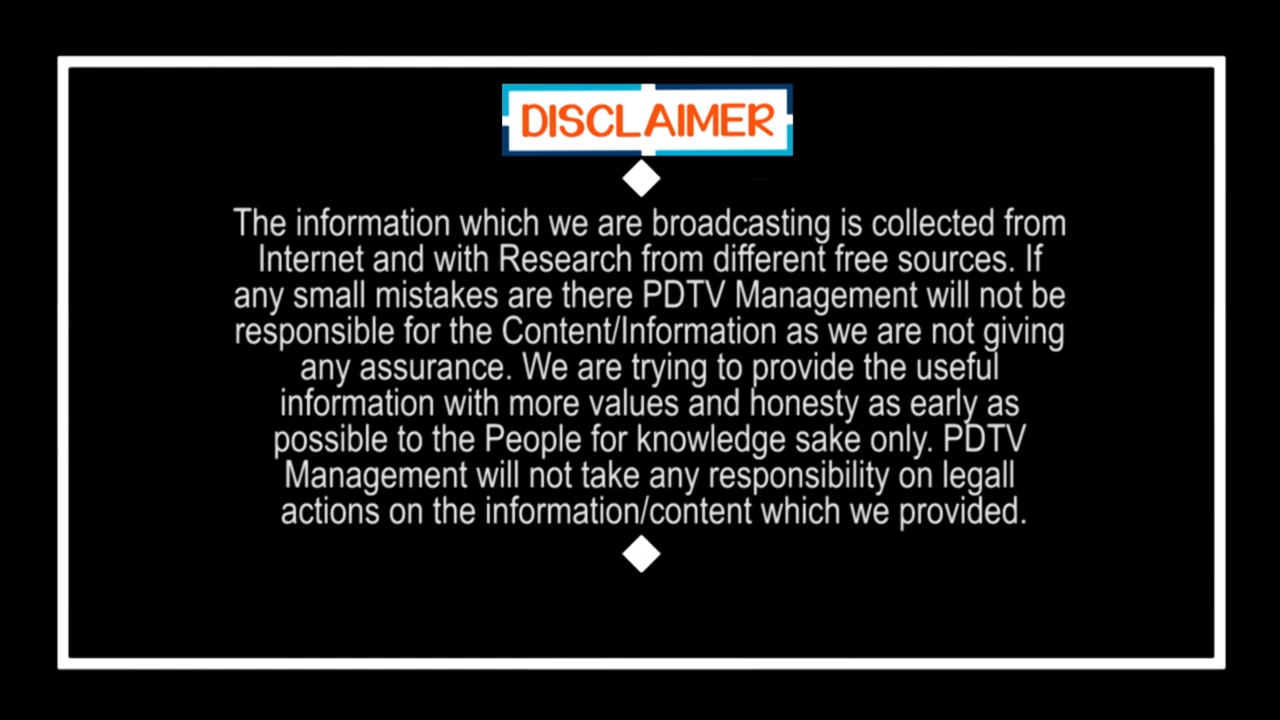 DISCLAIMER
The information which we are broadcasting is collected from
Internet and with Research from different free sources. If
any small mistakes are there PDTV Management will not be
responsible for the Content/Information as we are not giving
any assurance. We are trying to provide the useful
information with more values and honesty as early as
possible to the People for knowledge sake only. PDTV
Management will not take any responsibility on legall
actions on the information/content which we provided.